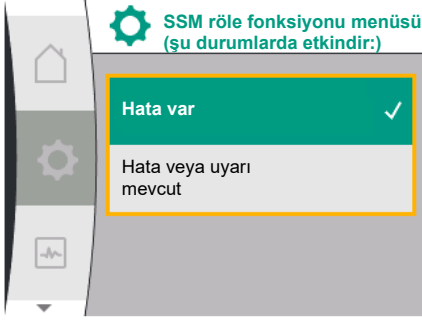 SSM röle fonksiyonu menüsü
(şu durumlarda etkindir:)
Hata var
Hata veya uyarı
mevcut